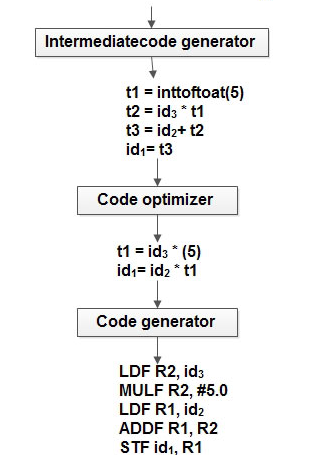 Intermediatecode generator
t1 = inttoftoat(5)
t2 = id₃ * t1
t3 = id₂+ t2
id₁= t3
Code optimizer
t1 = id₃ * (5)
id₁= id₂ * t1
Code generator
LDF R2, id₃
MULF R2, #5.0
LDF R1, id₂
ADDF R1, R2
STF id₁, R1